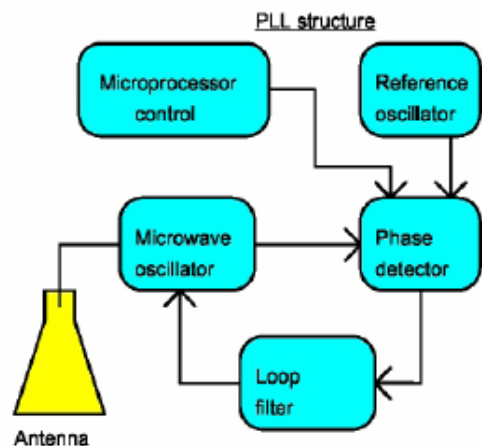 PLL structure
Microprocessor
control
Reference
oscillator
Microwave
oscillator
Phase
detector
Loop
filter
Antenna